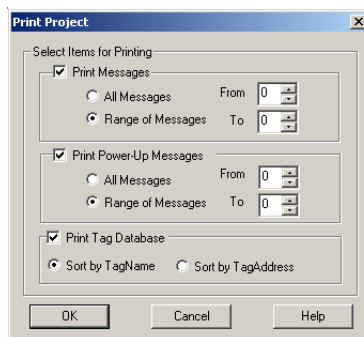 Print Project
Select Items for Printing
Print Messages
All Messages From 0
Range of Messages To 0
Print Power-Up Messages
All Messages From 0
Range of Messages To 0
Print Tag Database
Sort by TagName Sort by TagAddress
OK Cancel Help